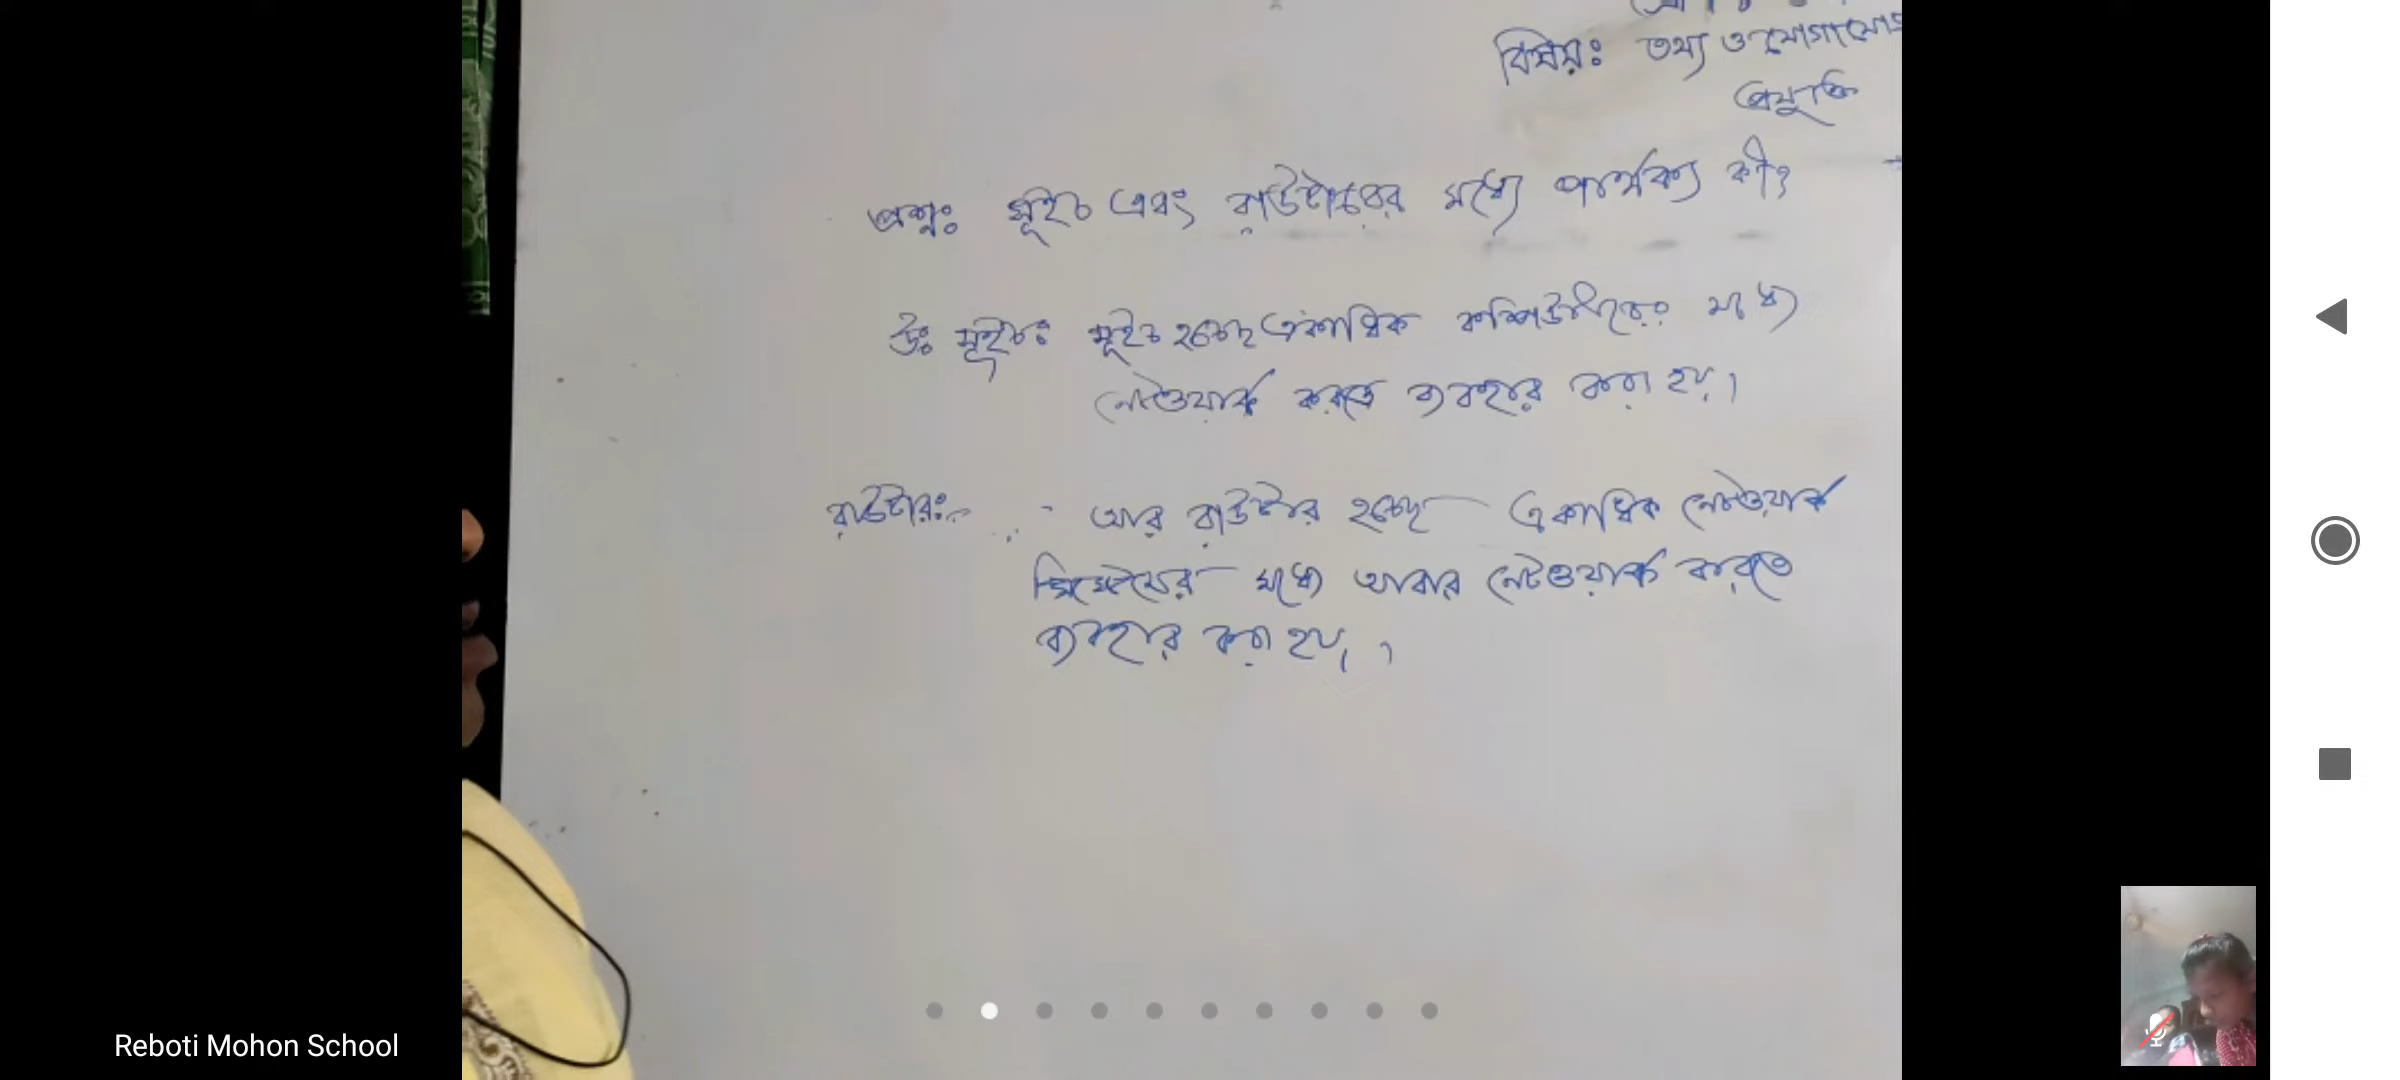 বিষয়ঃ তথ্য ও যোগাযোগ
প্রযুক্তি
প্রশ্নঃ সুইচ এবং রাউটারের মধ্যে পার্থক্য কী?
উঃ সুইচঃ সুইচ হচ্ছে একাধিক কম্পিউটারের মধ্যে
নেটওয়ার্ক করতে ব্যবহার করা হয়।
রাউটারঃ আর রাউটার হচ্ছে একাধিক নেটওয়ার্ক
সিস্টেমের মধ্যে আবার নেটওয়ার্ক করতে
ব্যবহার করা হয়।
Reboti Mohon School